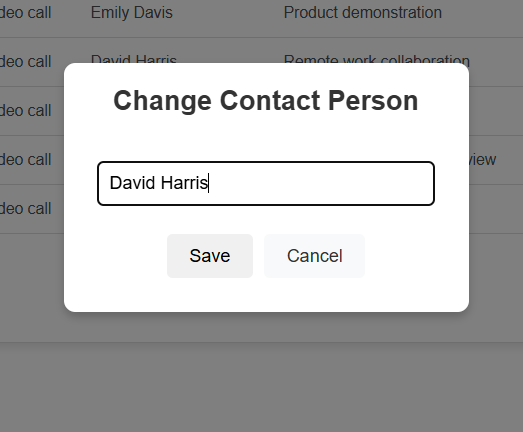 deo call Emily Davis Product demonstration
deo call David Harris Remote work collaboration
Change Contact Person
deo call
deo call view
David Harris
deo call
Save Cancel